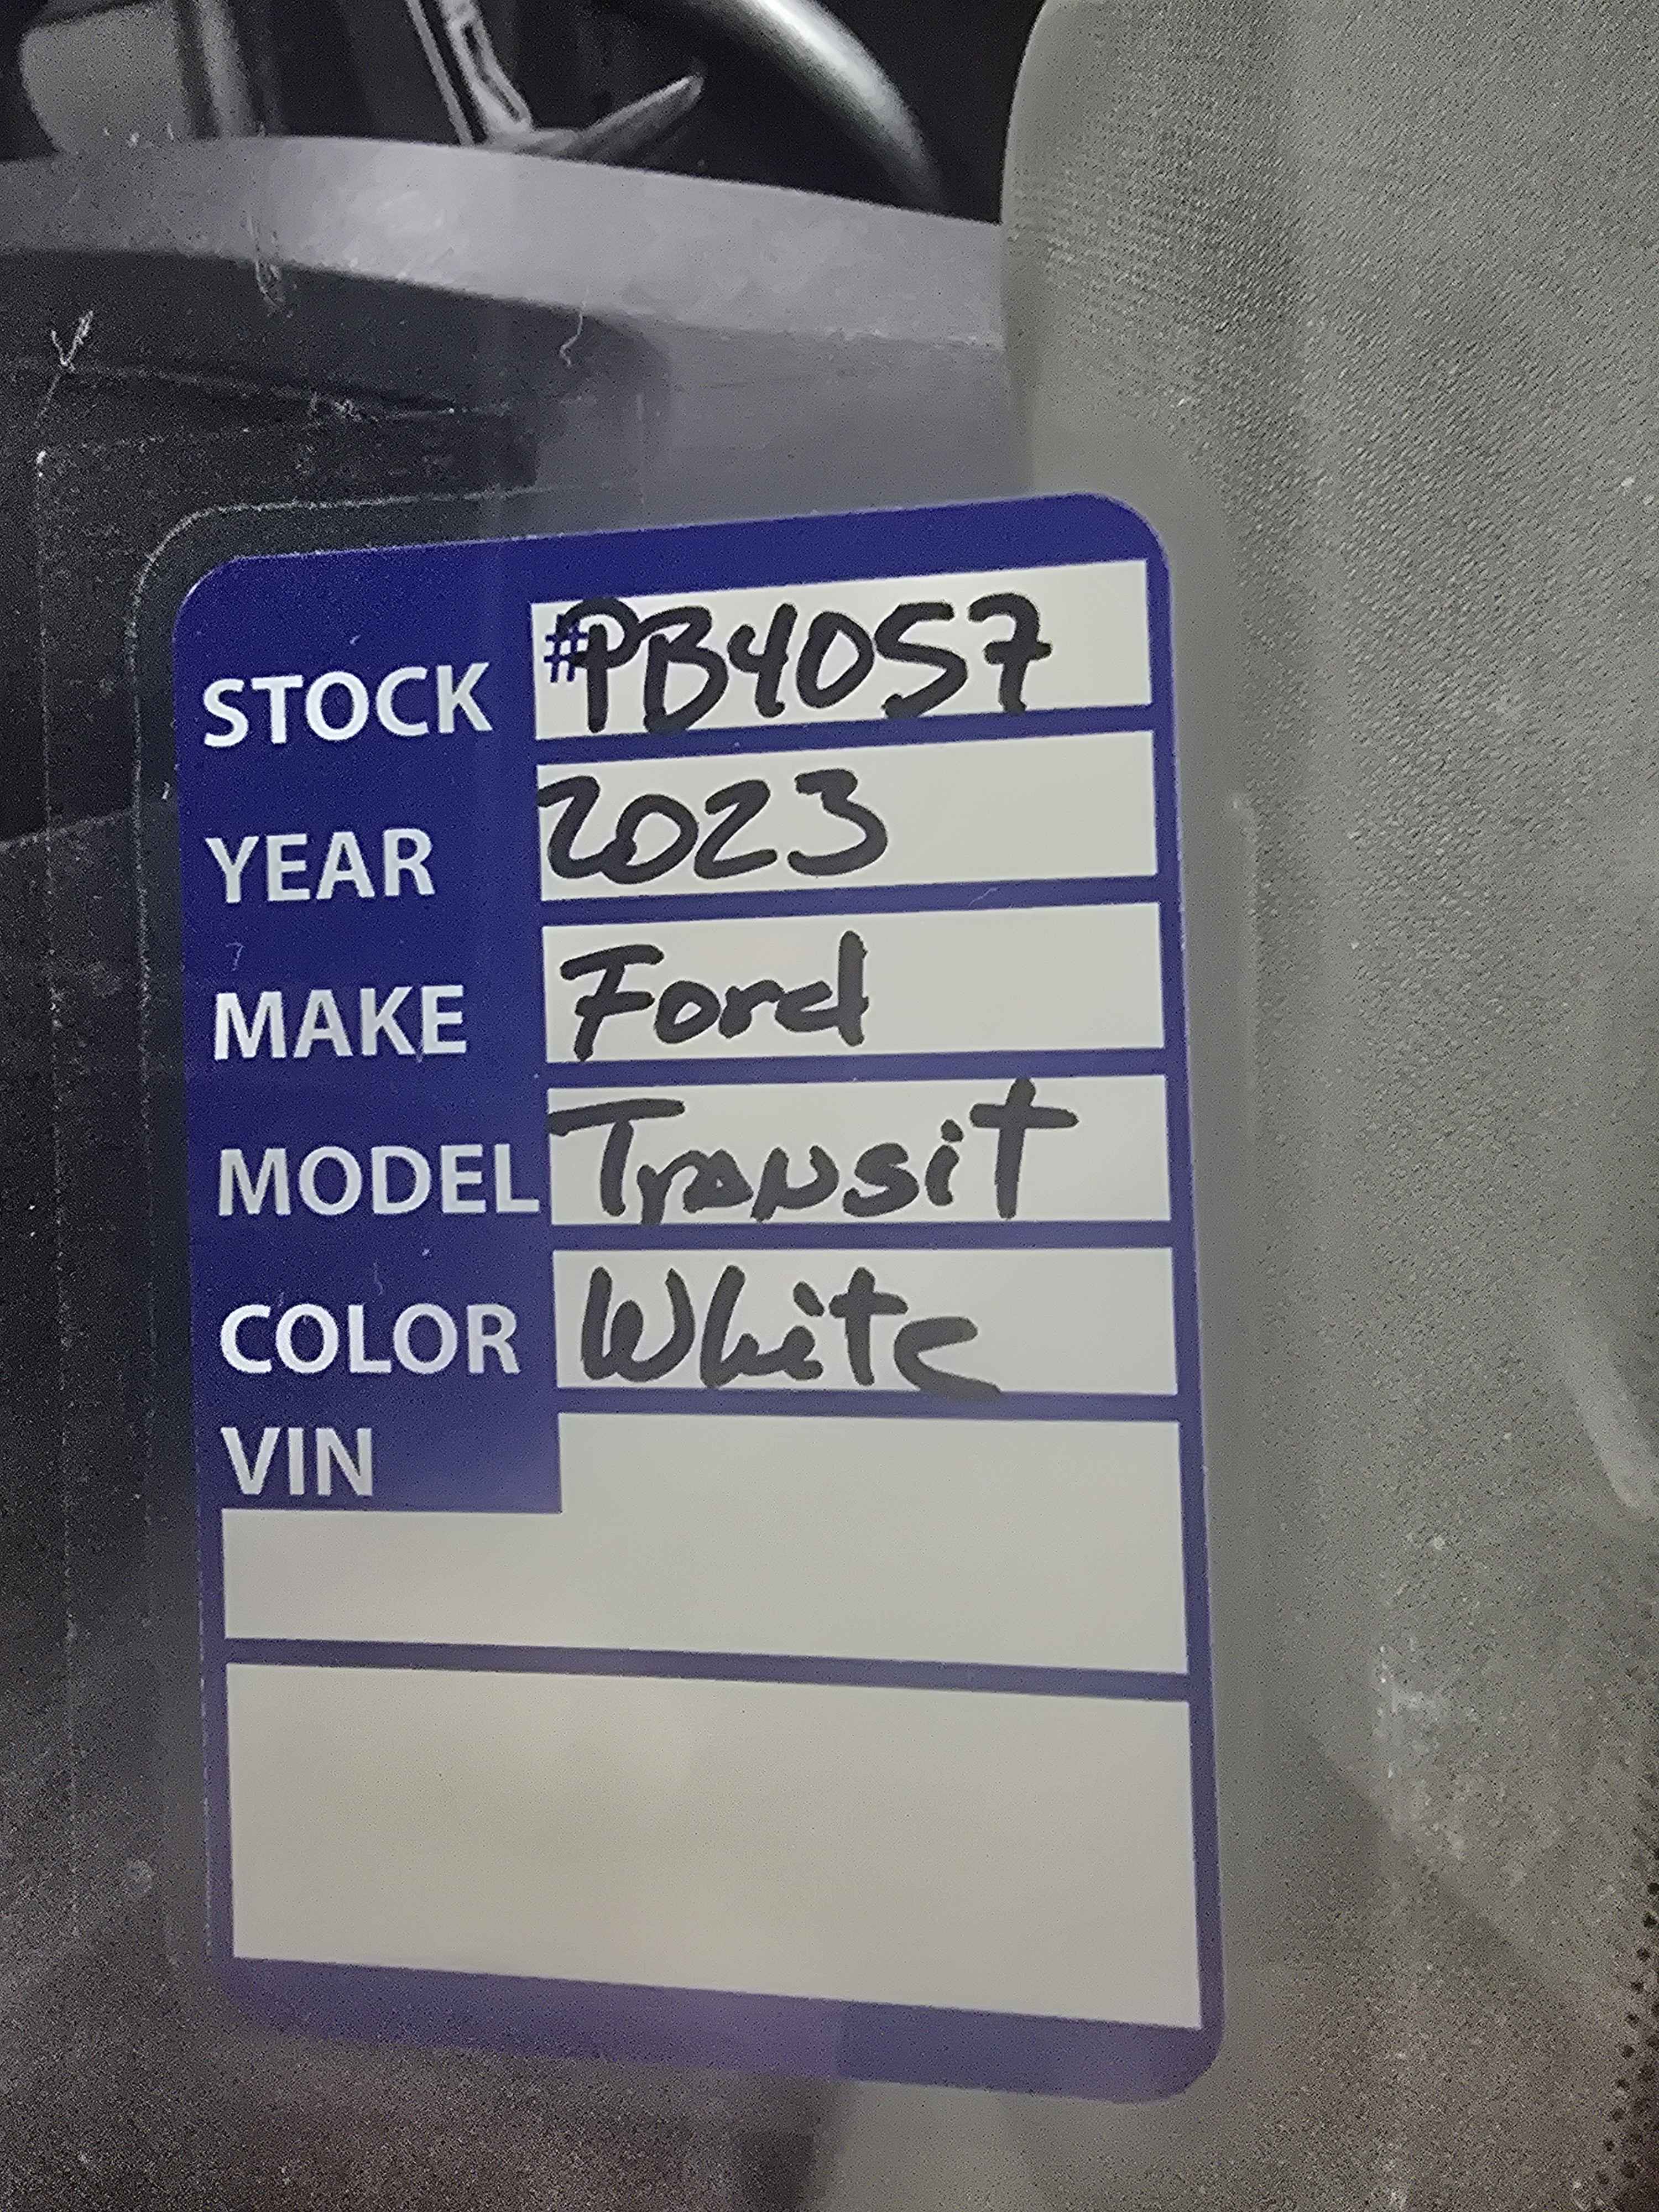 STOCK #PB4057
YEAR 2023
MAKE Ford
MODEL Transit
COLOR White
VIN